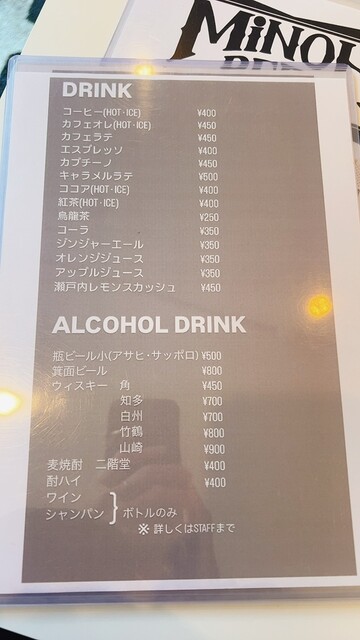 MiNOH
DRINK
コーヒー(HOT・ICE) ¥400
カフェオレ(HOT・ICE) ¥450
カフェラテ ¥450
エスプレッソ ¥400
カプチーノ ¥450
キャラメルラテ ¥500
ココア(HOT・ICE) ¥400
紅茶(HOT・ICE) ¥400
烏龍茶 ¥250
コーラ ¥350
ジンジャーエール ¥350
オレンジジュース ¥350
アップルジュース ¥350
瀬戸内レモンスカッシュ ¥450
ALCOHOL DRINK
瓶ビール小(アサヒ・サッポロ) ¥500
箕面ビール ¥800
ウィスキー 角 ¥450
知多 ¥700
白州 ¥700
竹鶴 ¥800
山崎 ¥900
麦焼酎 二階堂 ¥400
酎ハイ ¥400
ワイン
シャンパン } ボトルのみ
※ 詳しくはSTAFFまで